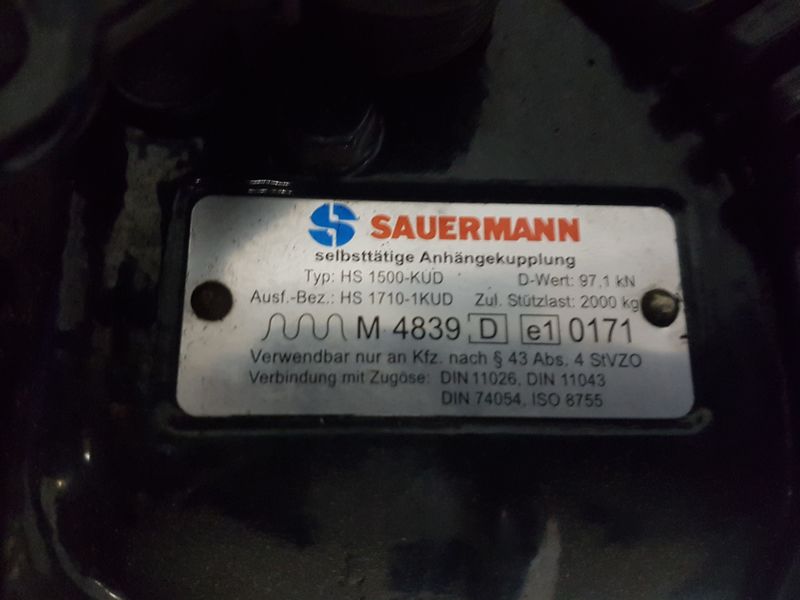 SAUERMANN
selbsttätige Anhängekupplung
Typ: HS 1500-KUD D-Wert: 97,1 kN
Ausf.-Bez.: HS 1710-1KUD Zul. Stützlast: 2000 kg
M 4839 D e1 0171
Verwendbar nur an Kfz. nach § 43 Abs. 4 StVZO
Verbindung mit Zugöse: DIN 11026, DIN 11043
DIN 74054, ISO 8755